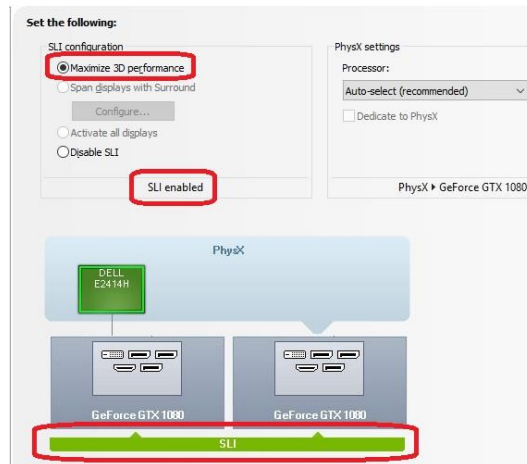 Set the following:
SLI configuration
Maximize 3D performance
Span displays with Surround
Configure...
Activate all displays
Disable SLI
SLI enabled
PhysX settings
Processor:
Auto-select (recommended)
Dedicate to PhysX
PhysX ▸ GeForce GTX 1080
PhysX
DELL
E2414H
GeForce GTX 1080
GeForce GTX 1080
SLI